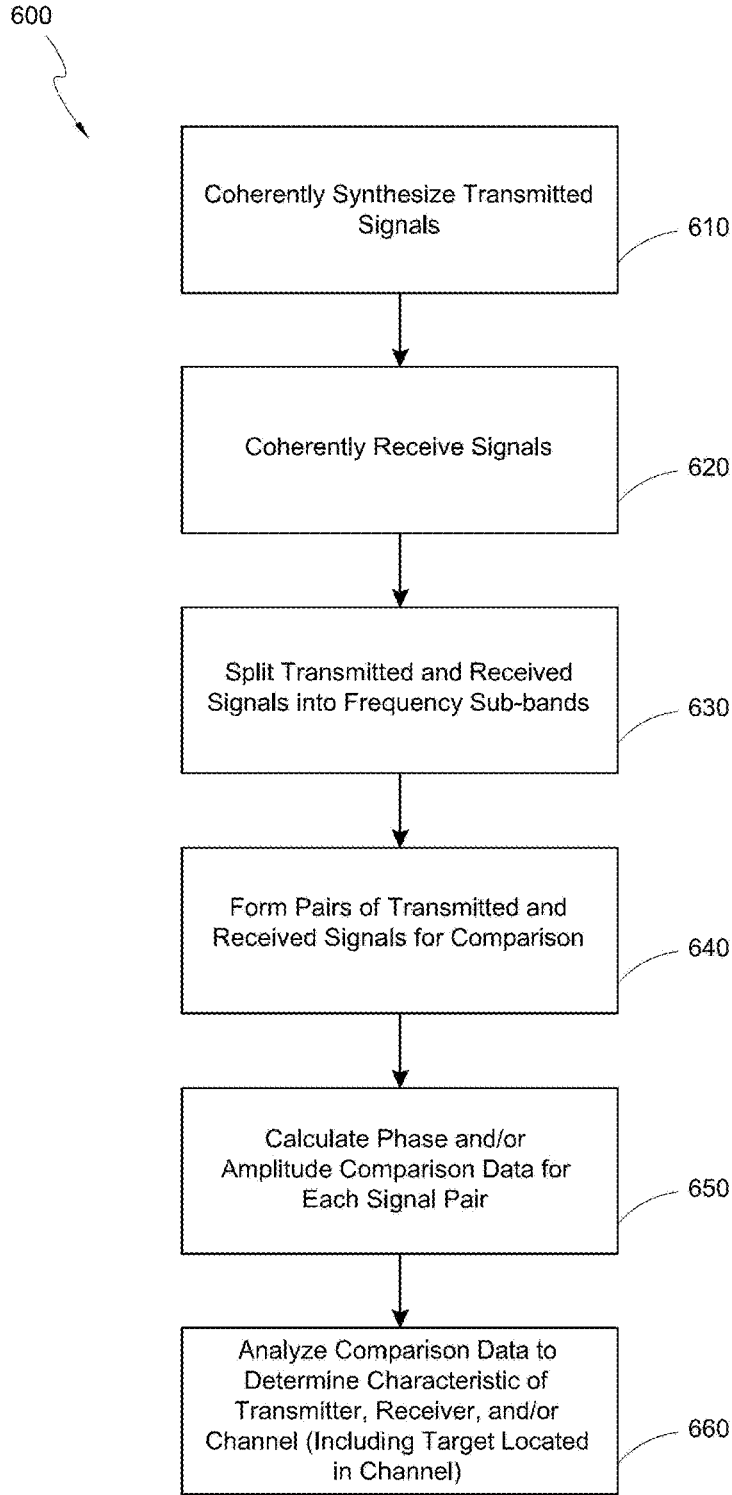 600
Coherently Synthesize Transmitted
Signals
610
Coherently Receive Signals
620
Split Transmitted and Received
Signals into Frequency Sub-bands
630
Form Pairs of Transmitted and
Received Signals for Comparison
640
Calculate Phase and/or
Amplitude Comparison Data for
Each Signal Pair
650
Analyze Comparison Data to
Determine Characteristic of
Transmitter, Receiver, and/or
Channel (Including Target Located
in Channel)
660